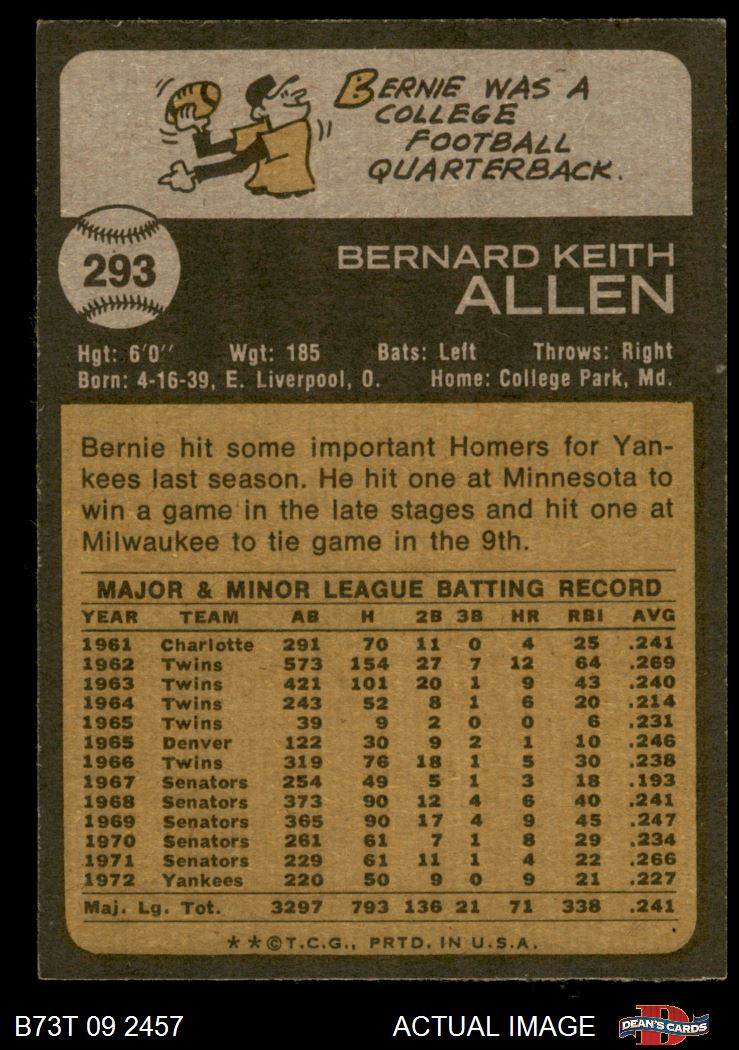 BERNIE WAS A
COLLEGE
FOOTBALL
QUARTERBACK.
293
BERNARD KEITH
ALLEN
Hgt: 6'0" Wgt: 185 Bats: Left Throws: Right
Born: 4-16-39, E. Liverpool, O. Home: College Park, Md.
Bernie hit some important Homers for Yan-
kees last season. He hit one at Minnesota to
win a game in the late stages and hit one at
Milwaukee to tie game in the 9th.
MAJOR & MINOR LEAGUE BATTING RECORD
YEAR TEAM AB H 2B 3B HR RBI AVG
1961 Charlotte 291 70 11 0 4 25 .241
1962 Twins 573 154 27 7 12 64 .269
1963 Twins 421 101 20 1 9 43 .240
1964 Twins 243 52 8 1 6 20 .214
1965 Twins 39 9 2 0 0 6 .231
1965 Denver 122 30 9 2 1 10 .246
1966 Twins 319 76 18 1 5 30 .238
1967 Senators 254 49 5 1 3 18 .193
1968 Senators 373 90 12 4 6 40 .241
1969 Senators 365 90 17 4 9 45 .247
1970 Senators 261 61 7 1 8 29 .234
1971 Senators 229 61 11 1 4 22 .266
1972 Yankees 220 50 9 0 9 21 .227
Maj. Lg. Tot. 3297 793 136 21 71 338 .241
**©T.C.G., PRTD. IN U.S.A.
B73T 09 2457 ACTUAL IMAGE
D
DEAN'S CARDS